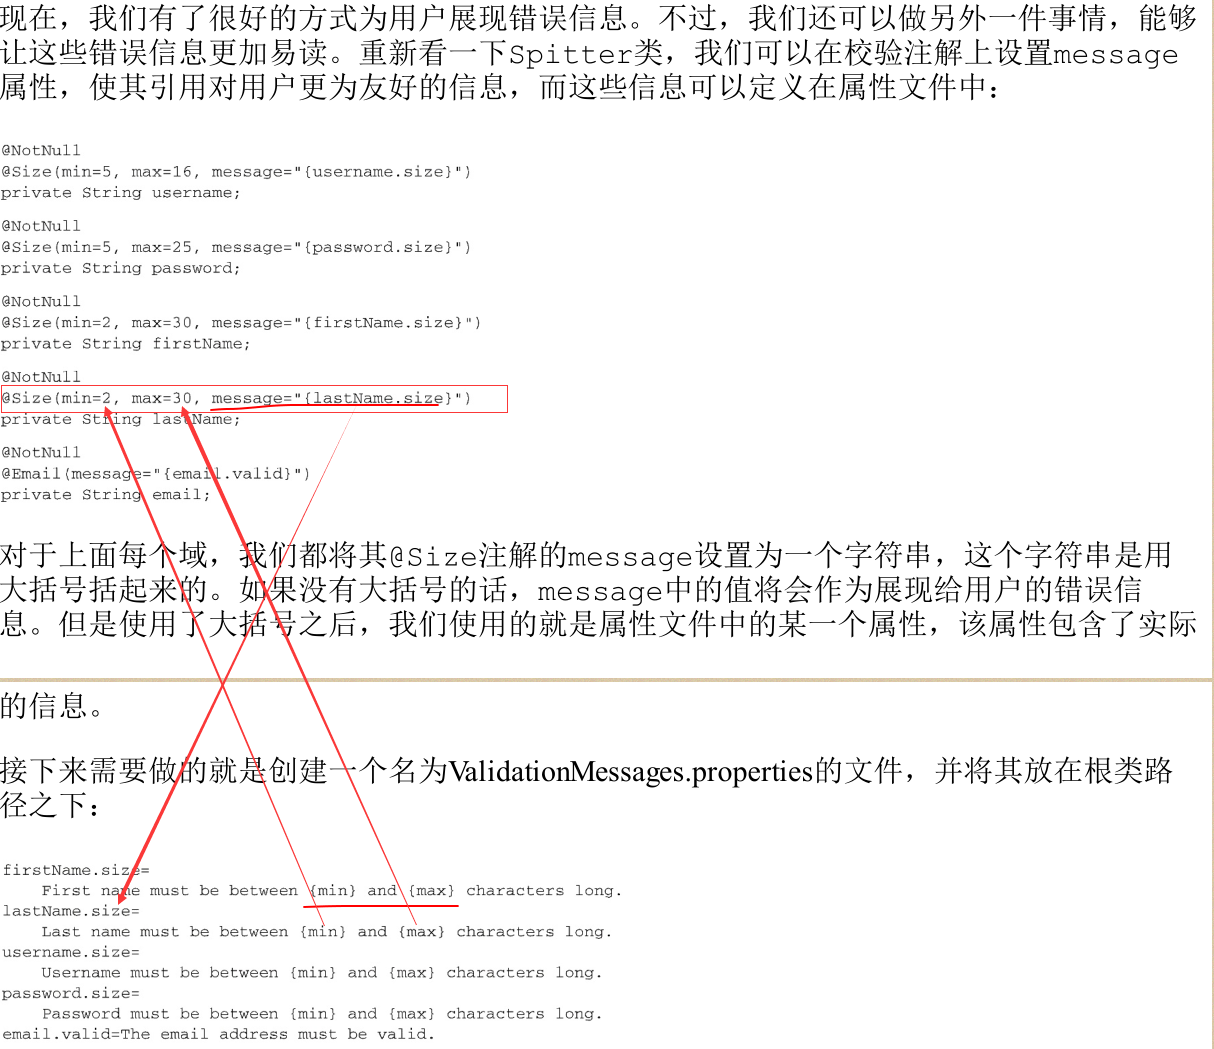 现在，我们有了很好的方式为用户展现错误信息。不过，我们还可以做另外一件事情，能够
让这些错误信息更加易读。重新看一下Spitter类，我们可以在校验注解上设置message
属性，使其引用对用户更为友好的信息，而这些信息可以定义在属性文件中：
@NotNull
@Size(min=5, max=16, message="{username.size}")
private String username;
@NotNull
@Size(min=5, max=25, message="{password.size}")
private String password;
@NotNull
@Size(min=2, max=30, message="{firstName.size}")
private String firstName;
@NotNull
@Size(min=2, max=30, message="{lastName.size}")
private String lastName;
@NotNull
@Email(message="{email.valid}")
private String email;
对于上面每个域，我们都将其@Size注解的message设置为一个字符串，这个字符串是用
大括号括起来的。如果没有大括号的话，message中的值将会作为展现给用户的错误信
息。但是使用了大括号之后，我们使用的就是属性文件中的某一个属性，该属性包含了实际
的信息。
接下来需要做的就是创建一个名为ValidationMessages.properties的文件，并将其放在根类路
径之下：
firstName.size=
    First name must be between {min} and {max} characters long.
lastName.size=
    Last name must be between {min} and {max} characters long.
username.size=
    Username must be between {min} and {max} characters long.
password.size=
    Password must be between {min} and {max} characters long.
email.valid=The email address must be valid.